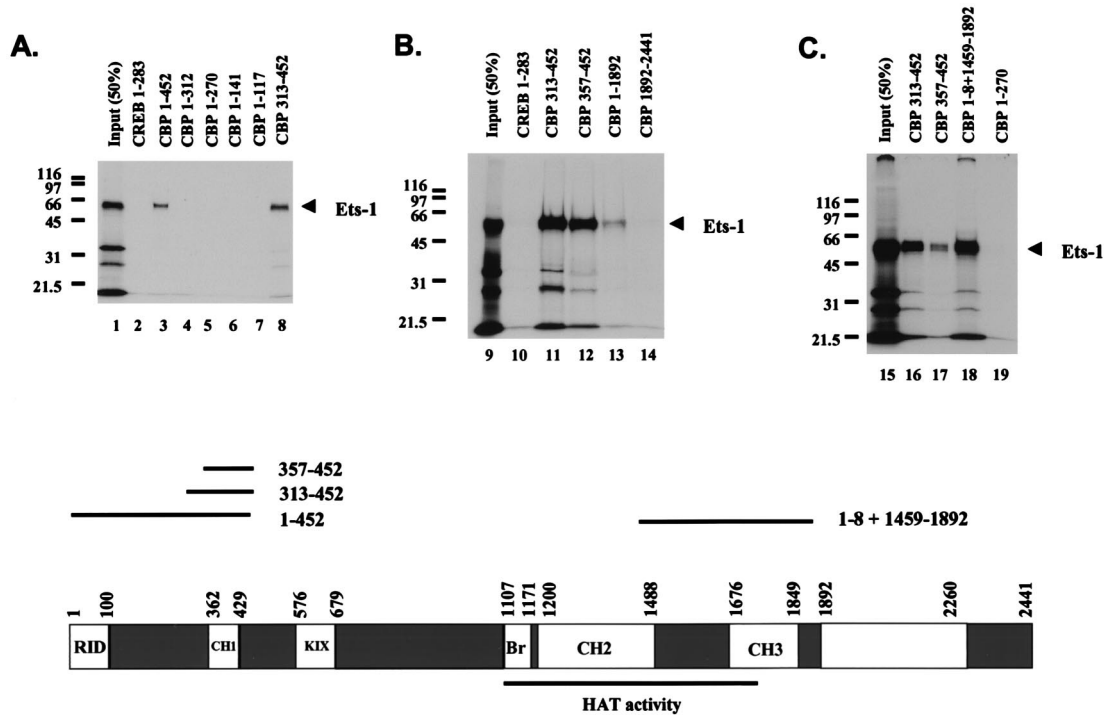 A.
Input (50%)
CREB 1-283
CBP 1-452
CBP 1-312
CBP 1-270
CBP 1-141
CBP 1-117
CBP 313-452
116
97
66
45
31
21.5
Ets-1
1 2 3 4 5 6 7 8
B.
Input (50%)
CREB 1-283
CBP 313-452
CBP 357-452
CBP 1-1892
CBP 1892-2441
116
97
66
45
31
21.5
Ets-1
9 10 11 12 13 14
C.
Input (50%)
CBP 313-452
CBP 357-452
CBP 1-8+1459-1892
CBP 1-270
116
97
66
45
31
21.5
Ets-1
15 16 17 18 19
357-452
313-452
1-452
1-8 + 1459-1892
1 100 362 429 576 679 1107 1171 1200 1488 1676 1849 1892 2260 2441
RID CH1 KIX Br CH2 CH3
HAT activity